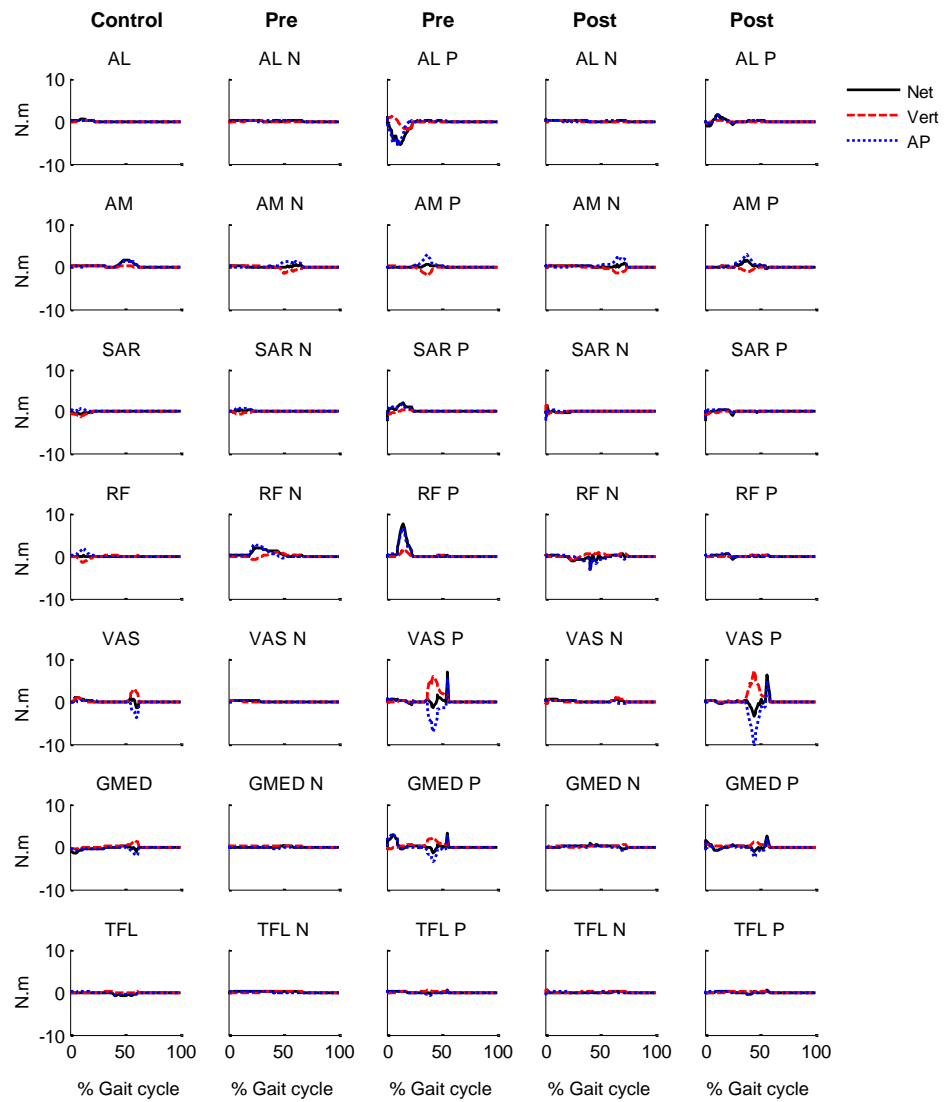 Control Pre Pre Post Post
AL AL N AL P AL N AL P
10
0
-10
N.m
Net
Vert
AP
AM AM N AM P AM N AM P
10
0
-10
N.m
SAR SAR N SAR P SAR N SAR P
10
0
-10
N.m
RF RF N RF P RF N RF P
10
0
-10
N.m
VAS VAS N VAS P VAS N VAS P
10
0
-10
N.m
GMED GMED N GMED P GMED N GMED P
10
0
-10
N.m
TFL TFL N TFL P TFL N TFL P
10
0
-10
N.m
0 50 100 0 50 100 0 50 100 0 50 100 0 50 100
% Gait cycle % Gait cycle % Gait cycle % Gait cycle % Gait cycle